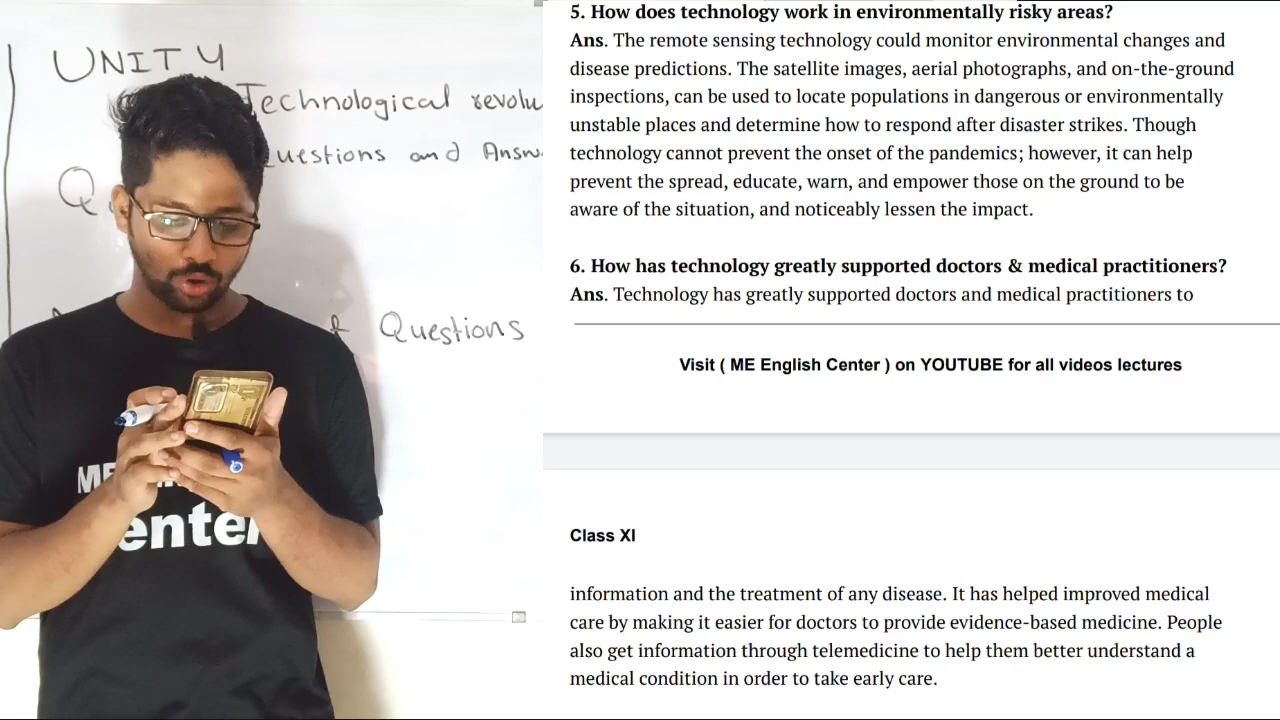 UNITY
Technological revolu
Questions and Answ
Q
& Questions
ME
enter
5. How does technology work in environmentally risky areas?
Ans. The remote sensing technology could monitor environmental changes and
disease predictions. The satellite images, aerial photographs, and on-the-ground
inspections, can be used to locate populations in dangerous or environmentally
unstable places and determine how to respond after disaster strikes. Though
technology cannot prevent the onset of the pandemics; however, it can help
prevent the spread, educate, warn, and empower those on the ground to be
aware of the situation, and noticeably lessen the impact.
6. How has technology greatly supported doctors & medical practitioners?
Ans. Technology has greatly supported doctors and medical practitioners to
Visit ( ME English Center ) on YOUTUBE for all videos lectures
Class XI
information and the treatment of any disease. It has helped improved medical
care by making it easier for doctors to provide evidence-based medicine. People
also get information through telemedicine to help them better understand a
medical condition in order to take early care.